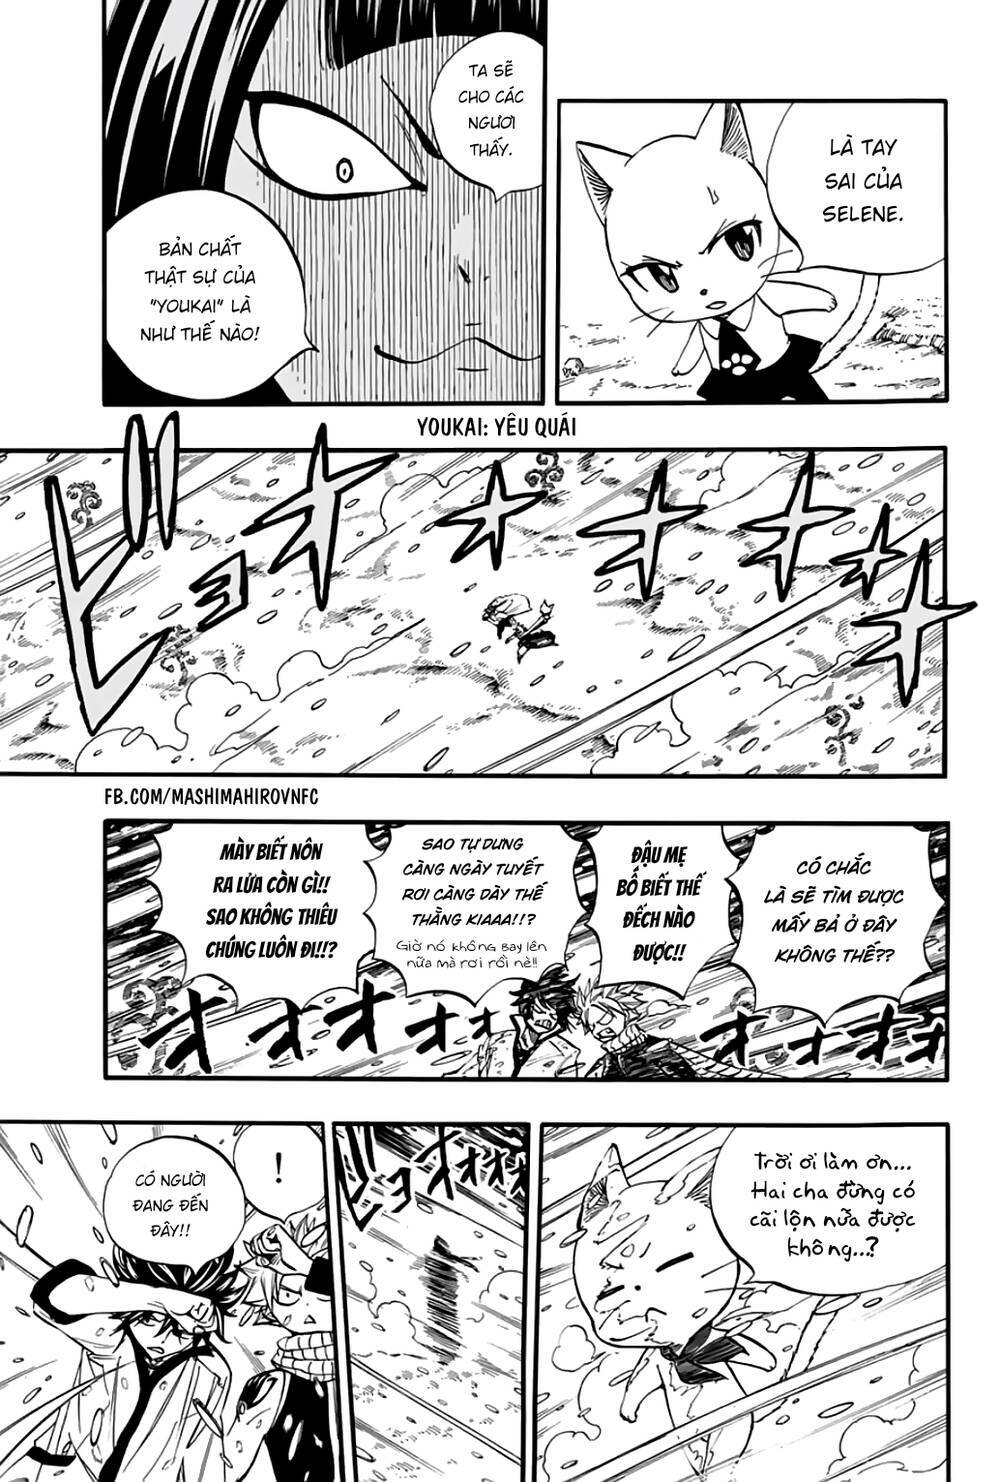 LÀ TAY
SAI CỦA
SELENE.
TA SẼ
CHO CÁC
NGƯƠI
THẤY.
BẢN CHẤT
THẬT SỰ CỦA
"YOUKAI" LÀ
NHƯ THẾ NÀO!
YOUKAI: YÊU QUÁI
ビョオオオオオオ
FB.COM/MASHIMAHIROVNFC
CÓ CHẮC
LÀ SẼ TÌM ĐƯỢC
MẤY BẢ Ở ĐÂY
KHÔNG THẾ??
ĐẬU MẸ
BỐ BIẾT THẾ
ĐẾCH NÀO
ĐƯỢC!!
SAO TỰ DƯNG
CÀNG NGÀY TUYẾT
RƠI CÀNG DÀY THẾ
THẰNG KIAAA!!?
Giờ nó không bay lên
nữa mà rơi rồi nè!!
MÀY BIẾT NÔN
RA LỬA CÒN GÌ!!
SAO KHÔNG THIÊU
CHÚNG LUÔN ĐI!!?
オオオオオオオオオ
Trời ơi làm ơn...
Hai cha đừng có
cãi lộn nữa được
không...?
ビョオオオオ
!
CÓ NGƯỜI
ĐANG ĐẾN
ĐÂY!!